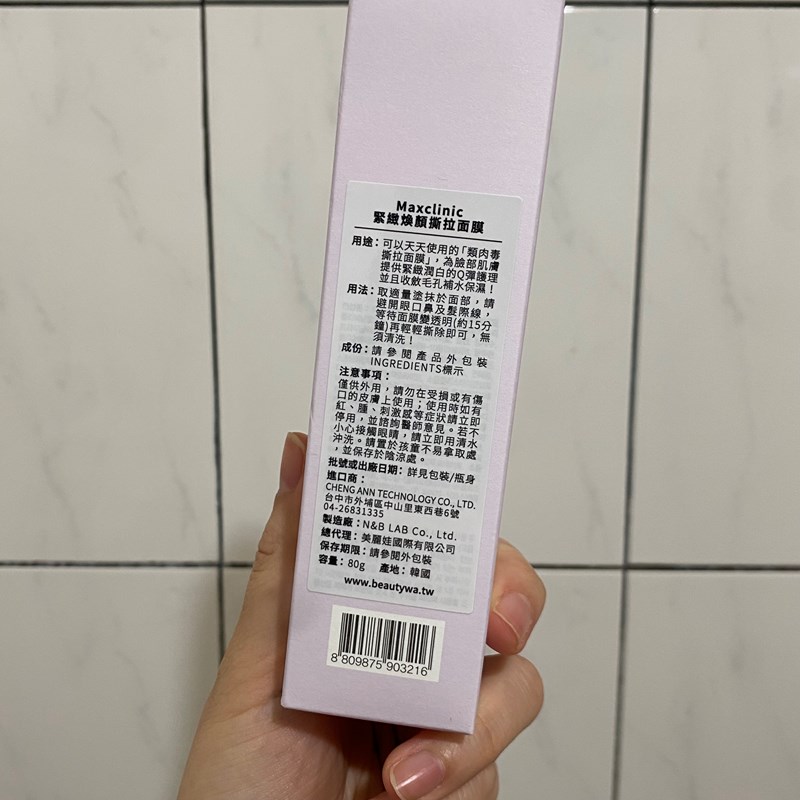 Maxclinic
緊緻煥顏撕拉面膜
用途：可以天天使用的「類肉毒
撕拉面膜」，為臉部肌膚
提供緊緻潤白的Q彈護理
並且收斂毛孔補水保濕！
用法：取適量塗抹於面部，請
避開眼口鼻及髮際線，
等待面膜變透明(約15分
鐘)再輕輕撕除即可，無
須清洗！
成份：請參閱產品外包裝
INGREDIENTS標示
注意事項：
僅供外用，請勿在受損或有傷
口的皮膚上使用；使用時如有
紅、腫、刺激感等症狀請立即
停用，並諮詢醫師意見。若不
小心接觸眼睛，請立即用清水
沖洗。請置於孩童不易拿取處
，並保存於陰涼處。
批號或出廠日期：詳見包裝/瓶身
進口商：
CHENG ANN TECHNOLOGY CO., LTD.
台中市外埔區中山里東西巷6號
04-26831335
製造廠：N&B LAB Co., Ltd.
總代理：美麗娃國際有限公司
保存期限：請參閱外包裝
容量：80g 產地：韓國
www.beautywa.tw
8 809875 903216